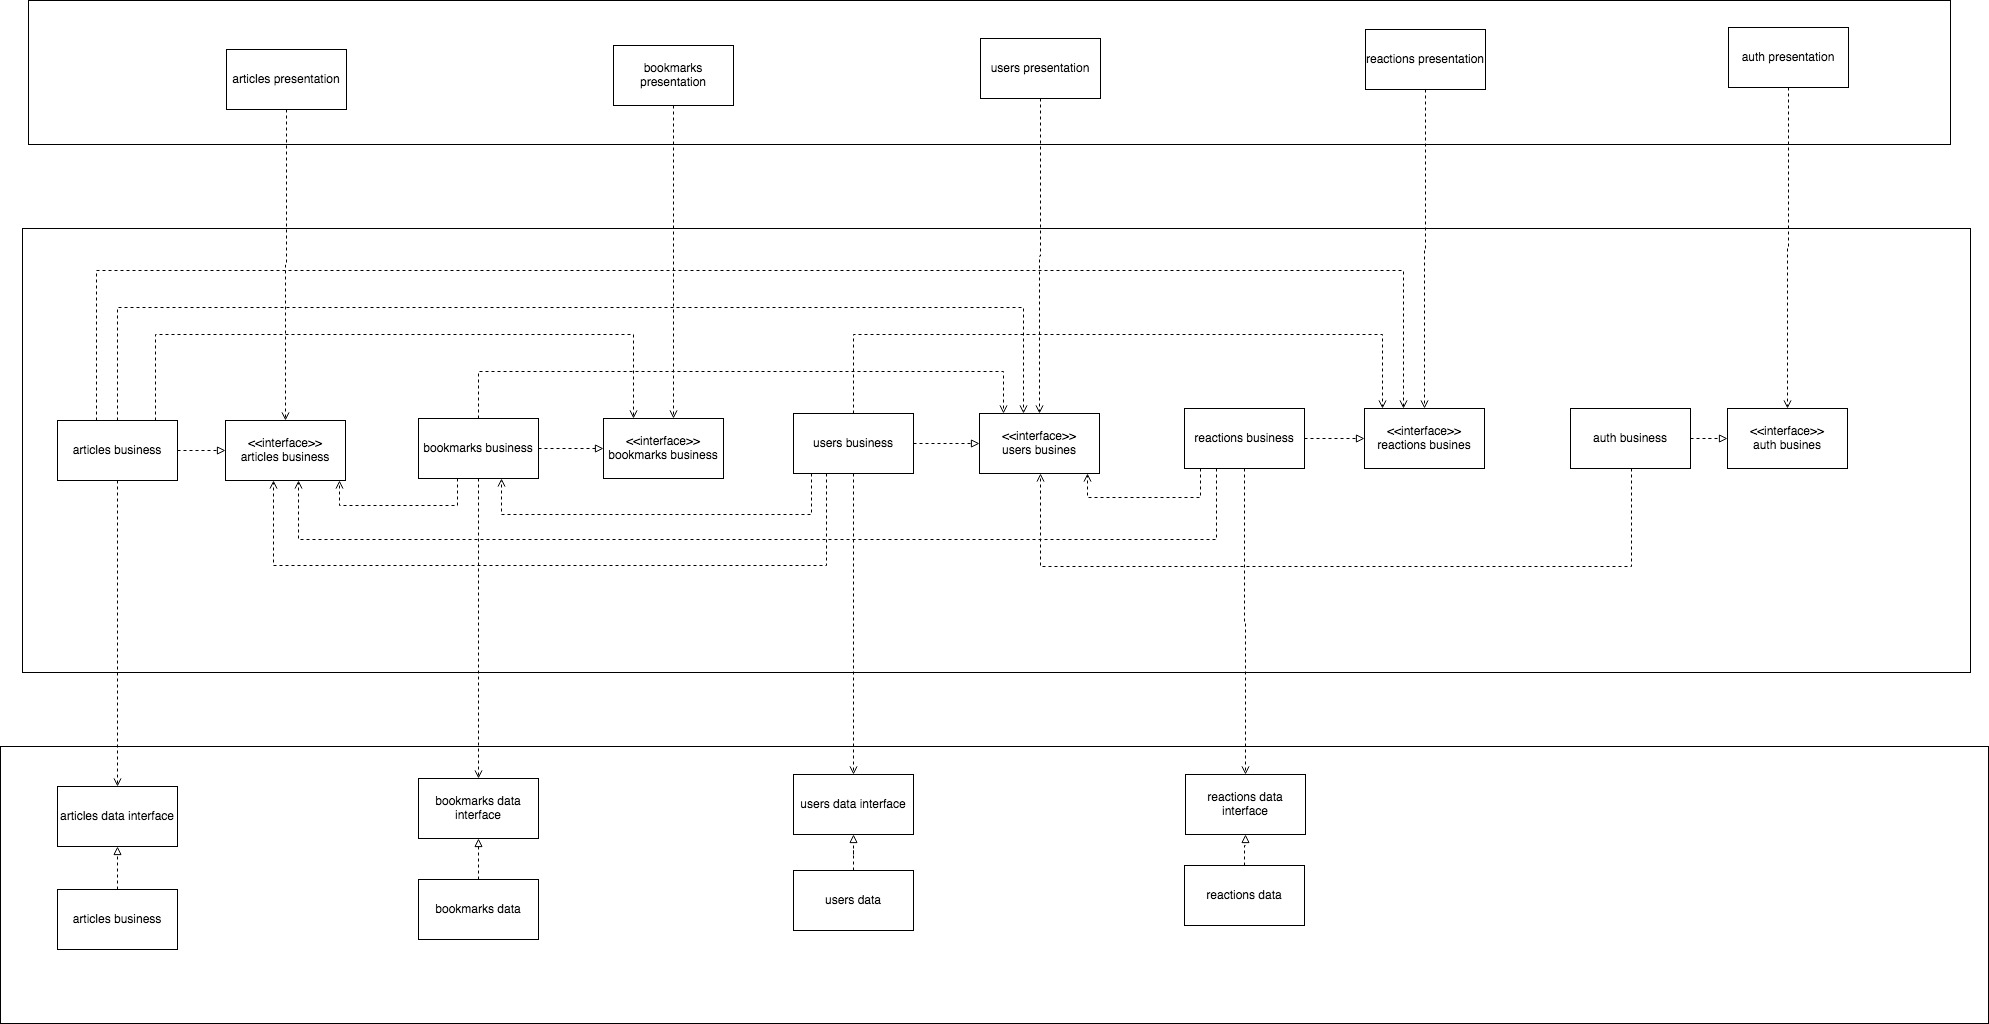 articles presentation
bookmarks
presentation
users presentation
reactions presentation
auth presentation
articles business
<<interface>>
articles business
bookmarks business
<<interface>>
bookmarks business
users business
<<interface>>
users busines
reactions business
<<interface>>
reactions busines
auth business
<<interface>>
auth busines
articles data interface
bookmarks data
interface
users data interface
reactions data
interface
articles business
bookmarks data
users data
reactions data